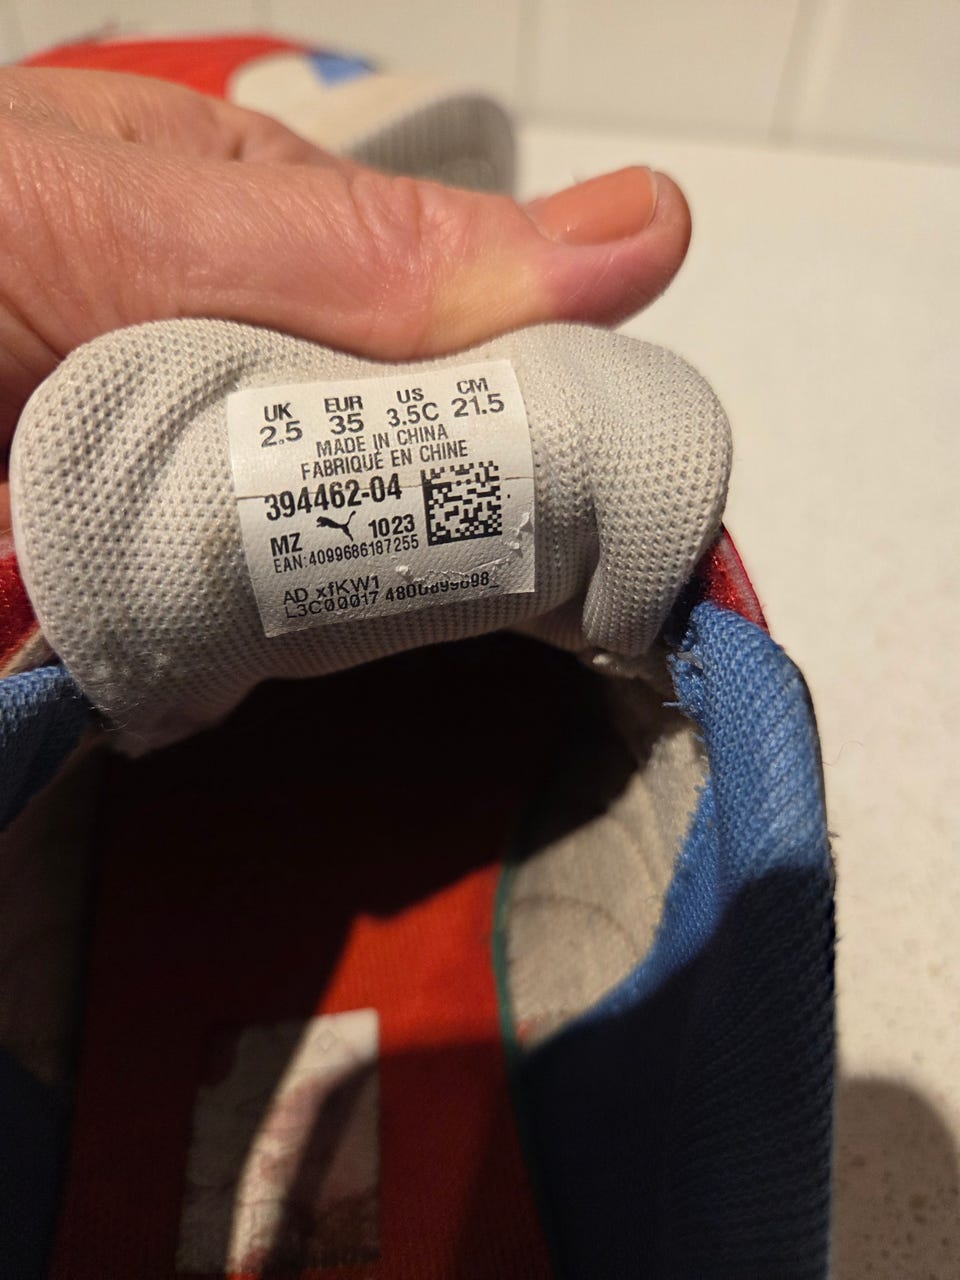 UK EUR US CM
2.5 35 3.5C 21.5
MADE IN CHINA
FABRIQUÉ EN CHINE
394462-04
MZ 1023
EAN:4099686187255
AD xfKW1
L3C00017